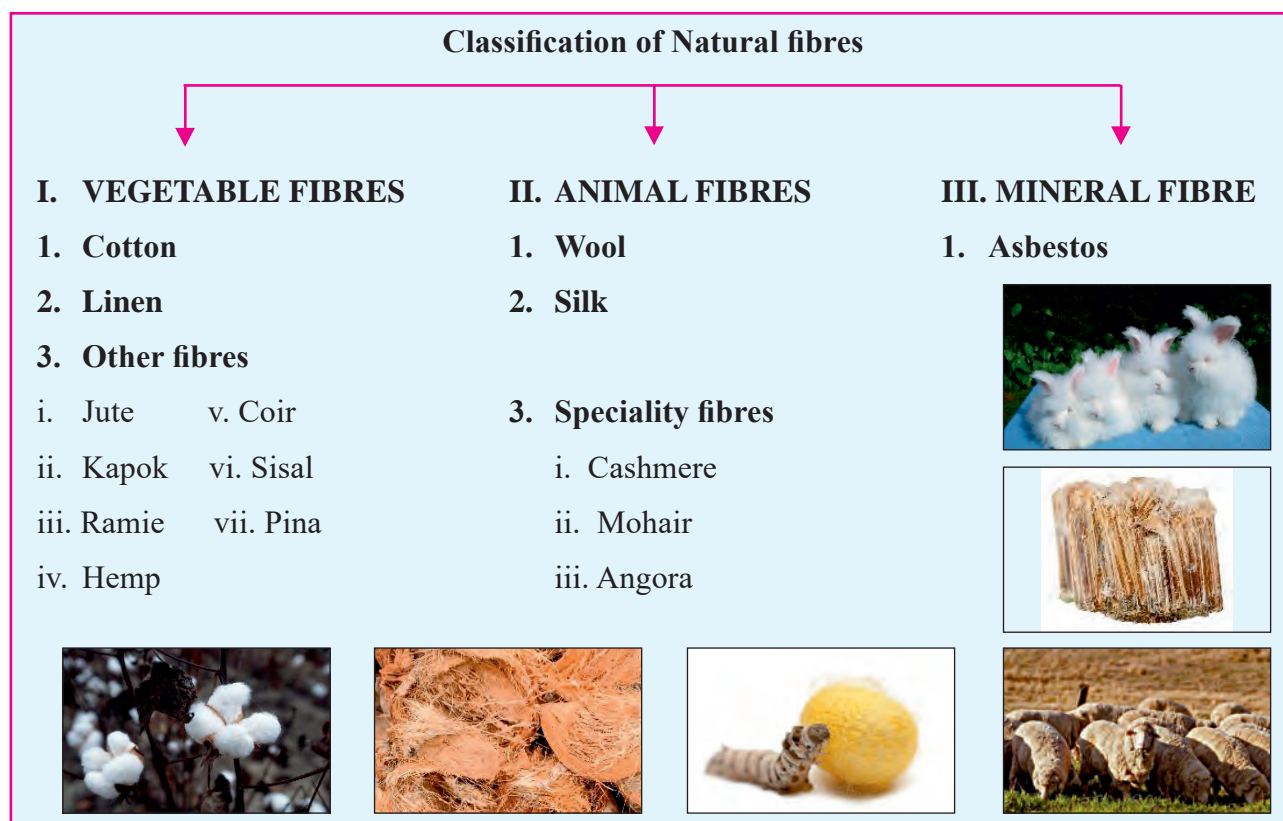 Classification of Natural fibres
I. VEGETABLE FIBRES
1. Cotton
2. Linen
3. Other fibres
i. Jute v. Coir
ii. Kapok vi. Sisal
iii. Ramie vii. Pina
iv. Hemp
II. ANIMAL FIBRES
1. Wool
2. Silk
3. Speciality fibres
i. Cashmere
ii. Mohair
iii. Angora
III. MINERAL FIBRE
1. Asbestos